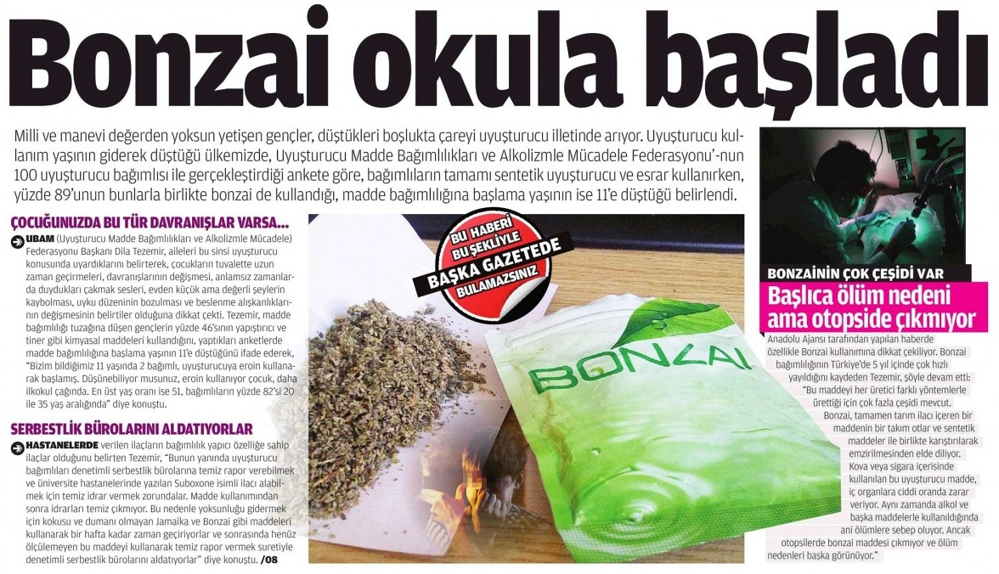 Bonzai okula başladı
Milli ve manevi değerden yoksun yetişen gençler, düştükleri boşlukta çareyi uyuşturucu illetinde arıyor. Uyuşturucu kul-
lanım yaşının giderek düştüğü ülkemizde, Uyuşturucu Madde Bağımlılıkları ve Alkolizmle Mücadele Federasyonu'-nun
100 uyuşturucu bağımlısı ile gerçekleştirdiği ankete göre, bağımlıların tamamı sentetik uyuşturucu ve esrar kullanırken,
yüzde 89'unun bunlarla birlikte bonzai de kullandığı, madde bağımlılığına başlama yaşının ise 11'e düştüğü belirlendi.
ÇOCUĞUNUZDA BU TÜR DAVRANIŞLAR VARSA...
UBAM (Uyuşturucu Madde Bağımlılıkları ve Alkolizmle Mücadele)
Federasyonu Başkanı Dila Tezemir, aileleri bu sinsi uyuşturucu
konusunda uyardıklarını belirterek, çocukların tuvalette uzun
zaman geçirmeleri, davranışlarının değişmesi, anlamsız zamanlar-
da duydukları çakmak sesleri, evden küçük ama değerli şeylerin
kaybolması, uyku düzeninin bozulması ve beslenme alışkanlıkları-
nın değişmesinin belirtiler olduğuna dikkat çekti. Tezemir, madde
bağımlılığı tuzağına düşen gençlerin yüzde 46'sının yapıştırıcı ve
tiner gibi kimyasal maddeleri kullandığını, yaptıkları anketlerde
madde bağımlılığına başlama yaşının 11'e düştüğünü ifade ederek,
“Bizim bildiğimiz 11 yaşında 2 bağımlı, uyuşturucuya eroin kullana-
rak başlamış. Düşünebiliyor musunuz, eroin kullanıyor çocuk, daha
ilkokul çağında. En üst yaş oranı ise 51, bağımlıların yüzde 82'si 20
ile 35 yaş aralığında” diye konuştu.
SERBESTLİK BÜROLARINI ALDATIYORLAR
HASTANELERDE verilen ilaçların bağımlılık yapıcı özelliğe sahip
ilaçlar olduğunu belirten Tezemir, “Bunun yanında uyuşturucu
bağımlıları denetimli serbestlik bürolarına temiz rapor verebilmek
ve üniversite hastanelerinde yazılan Suboxone isimli ilacı alabil-
mek için temiz idrar vermek zorundalar. Madde kullanımından
sonra idrarları temiz çıkmıyor. Bu nedenle yoksunluğu gidermek
için kokusu ve dumanı olmayan Jamaika ve Bonzai gibi maddeleri
kullanarak bir hafta kadar zaman geçiriyorlar ve sonrasında henüz
ölçülemeyen bu maddeyi kullanarak temiz rapor vermek suretiyle
denetimli serbestlik bürolarını aldatıyorlar” diye konuştu. /08
BU HABERİ
BU ŞEKLİYLE
BAŞKA GAZETEDE
BULAMAZSINIZ
BONZAI
BONZAİNİN ÇOK ÇEŞİDİ VAR
Başlıca ölüm nedeni
ama otopside çıkmıyor
Anadolu Ajansı tarafından yapılan haberde
özellikle Bonzai kullanımına dikkat çekiliyor. Bonzai
bağımlılığının Türkiye'de 5 yıl içinde çok hızlı
yayıldığını kaydeden Tezemir, şöyle devam etti:
“Bu maddeyi her üretici farklı yöntemlerle
ürettiği için çok fazla çeşidi mevcut.
Bonzai, tamamen tarım ilacı içeren bir
maddenin bir takım otlar ve sentetik
maddeler ile birlikte karıştırılarak
emzirilmesinden elde diliyor.
Kova veya sigara içerisinde
kullanılan bu uyuşturucu madde,
iç organlara ciddi oranda zarar
veriyor. Aynı zamanda alkol ve
başka maddelerle kullanıldığında
ani ölümlere sebep oluyor. Ancak
otopsilerde bonzai maddesi çıkmıyor ve ölüm
nedenleri başka görünüyor.”